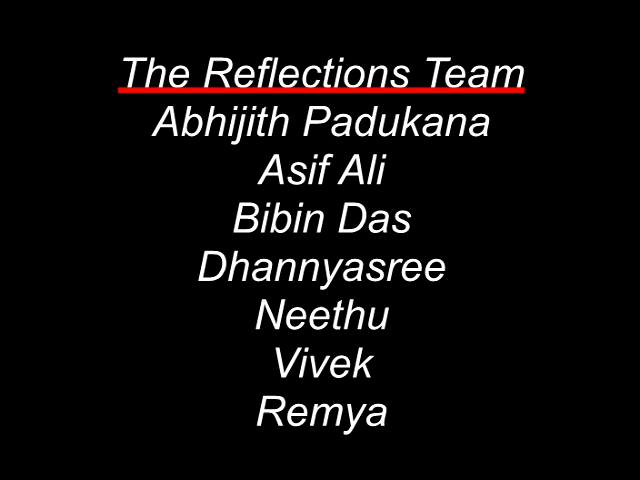 The Reflections Team
Abhijith Padukana
Asif Ali
Bibin Das
Dhannyasree
Neethu
Vivek
Remya